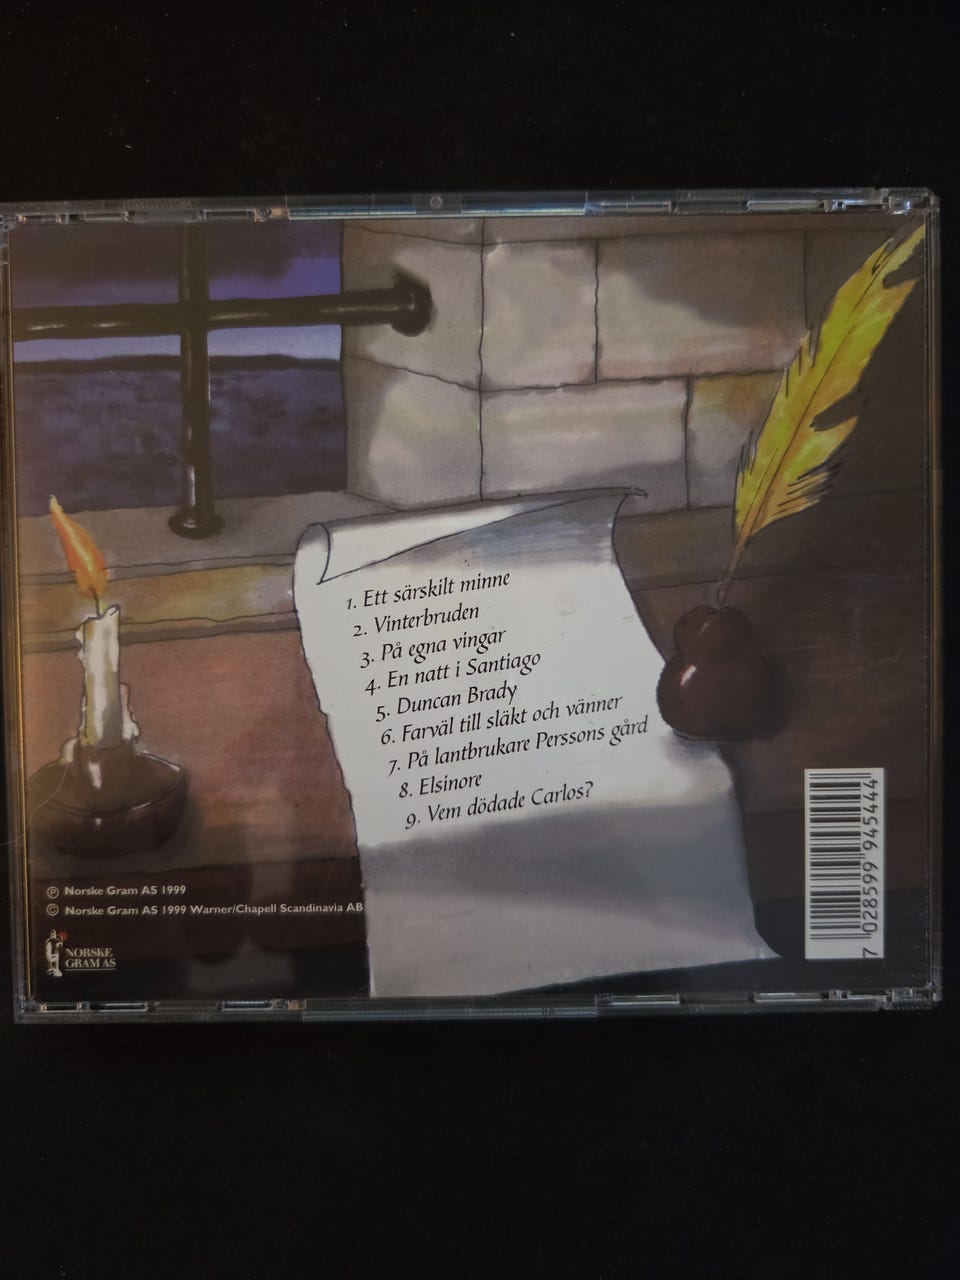 1. Ett särskilt minne
2. Vinterbruden
3. På egna vingar
4. En natt i Santiago
5. Duncan Brady
6. Farväl till släkt och vänner
7. På lantbrukare Perssons gård
8. Elsinore
9. Vem dödade Carlos?
℗ Norske Gram AS 1999
© Norske Gram AS 1999 Warner/Chapell Scandinavia AB
NORSKE
GRAM AS
7 028599 945444